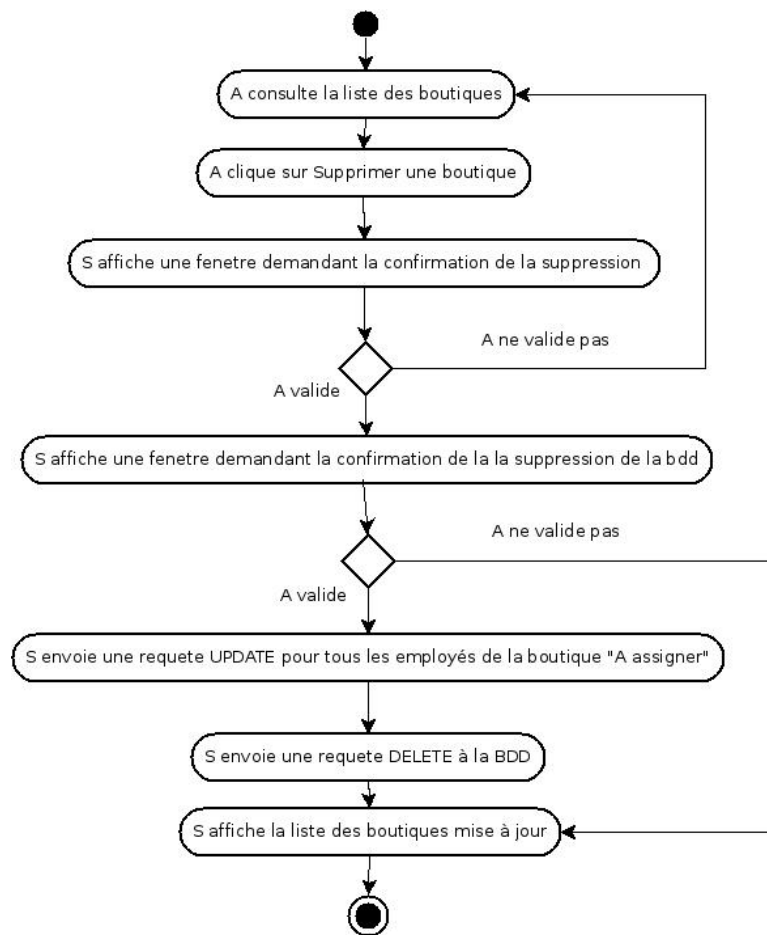 A consulte la liste des boutiques
A clique sur Supprimer une boutique
S affiche une fenetre demandant la confirmation de la suppression
A ne valide pas
A valide
S affiche une fenetre demandant la confirmation de la la suppression de la bdd
A ne valide pas
A valide
S envoie une requete UPDATE pour tous les employés de la boutique "A assigner"
S envoie une requete DELETE à la BDD
S affiche la liste des boutiques mise à jour